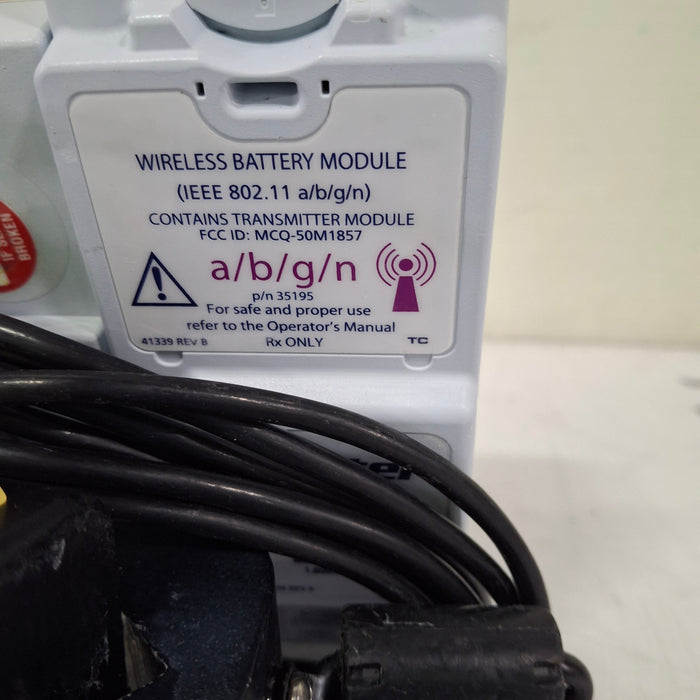 WIRELESS BATTERY MODULE
(IEEE 802.11 a/b/g/n)
CONTAINS TRANSMITTER MODULE
FCC ID: MCQ-50M1857
a/b/g/n
p/n 35195
For safe and proper use
refer to the Operator's Manual
41339 REV B Rx ONLY TC
BROKEN